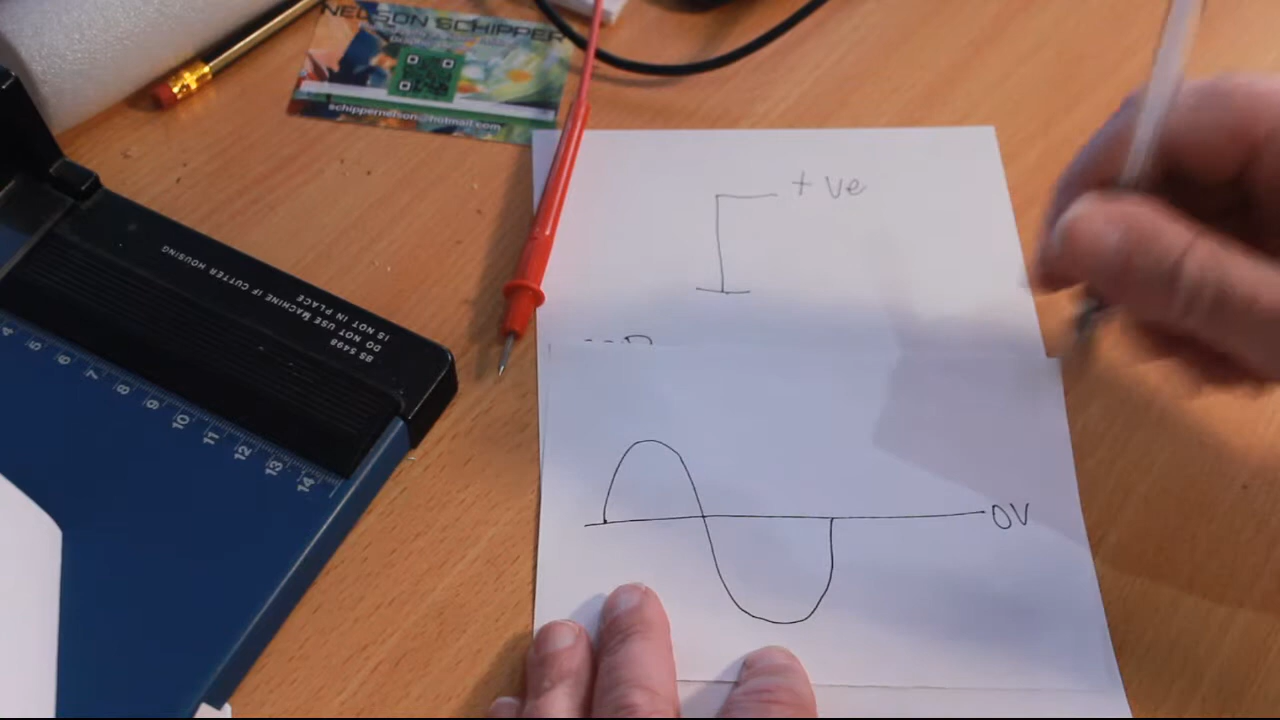 NELSON SCHIPPER
schippernelson@hotmail.com
+ve
DO NOT USE MACHINE IF CUTTER HOUSING
IS NOT IN PLACE
BS 5498
4 5 6 7 8 9 10 11 12 13 14
0V